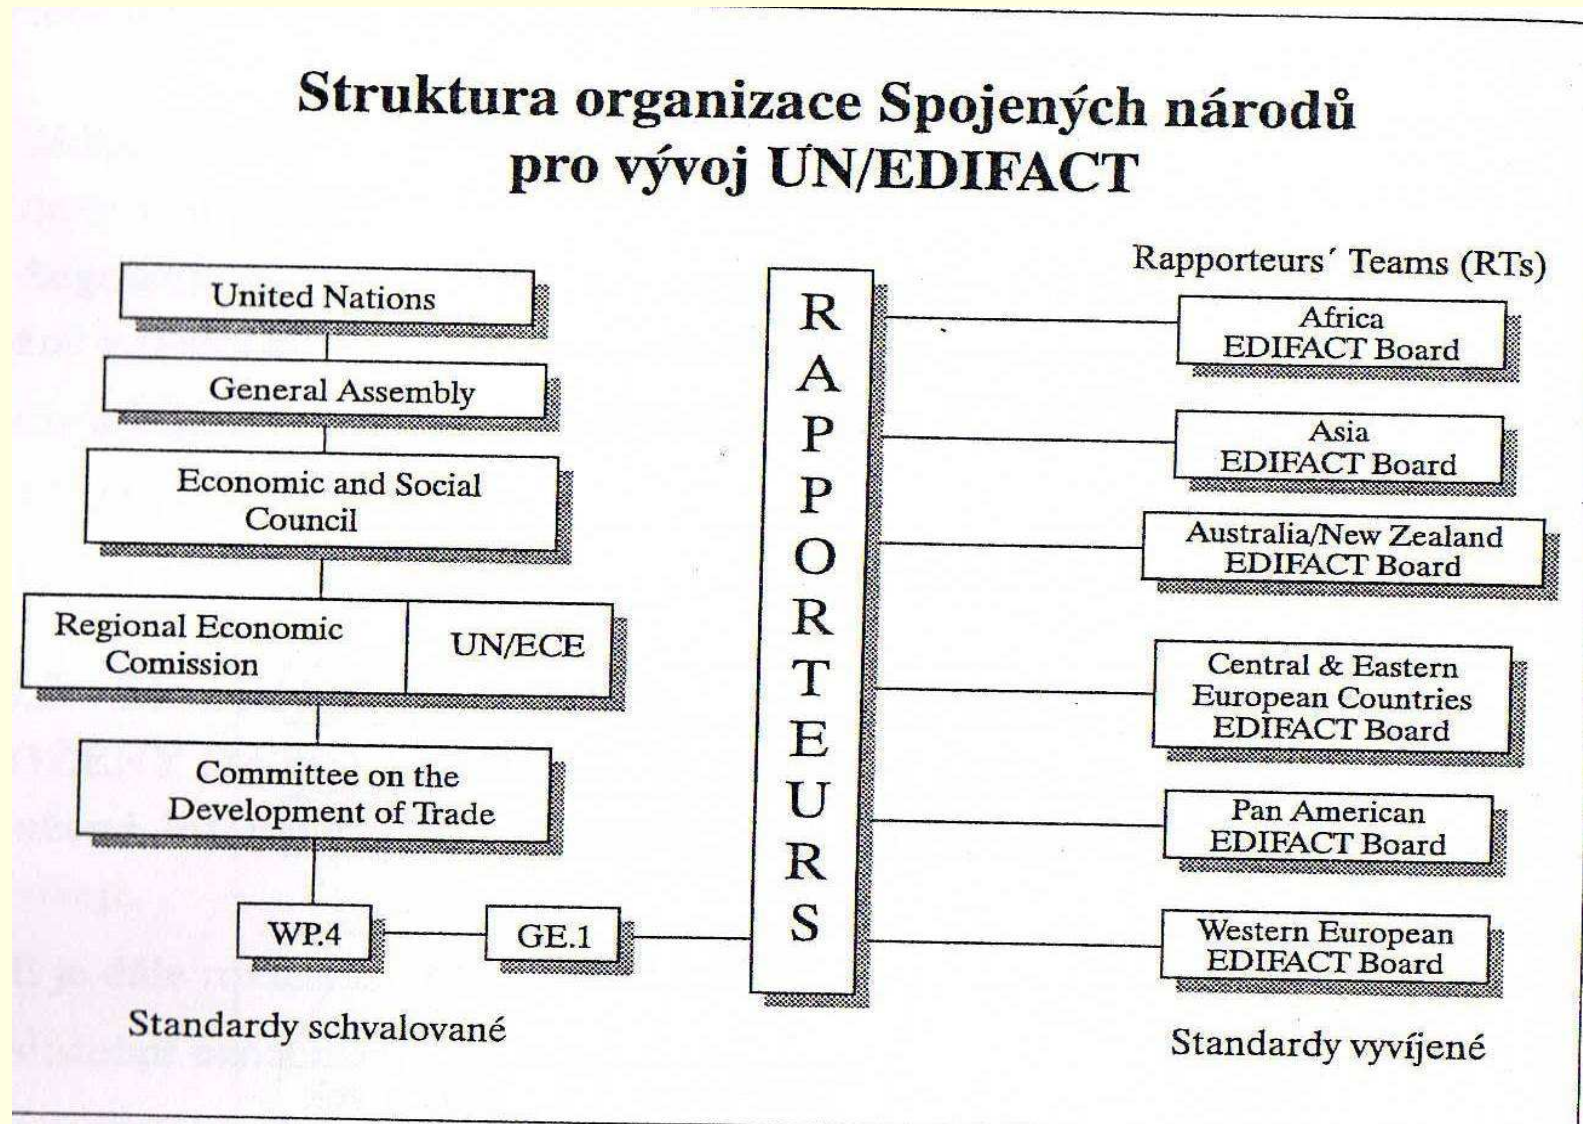 Struktura organizace Spojených národů
pro vývoj UN/EDIFACT
United Nations
General Assembly
Economic and Social
Council
Regional Economic
Comission
UN/ECE
Committee on the
Development of Trade
WP.4
GE.1
Standardy schvalované
RAPPORTEURS
Rapporteurs´ Teams (RTs)
Africa
EDIFACT Board
Asia
EDIFACT Board
Australia/New Zealand
EDIFACT Board
Central & Eastern
European Countries
EDIFACT Board
Pan American
EDIFACT Board
Western European
EDIFACT Board
Standardy vyvíjené